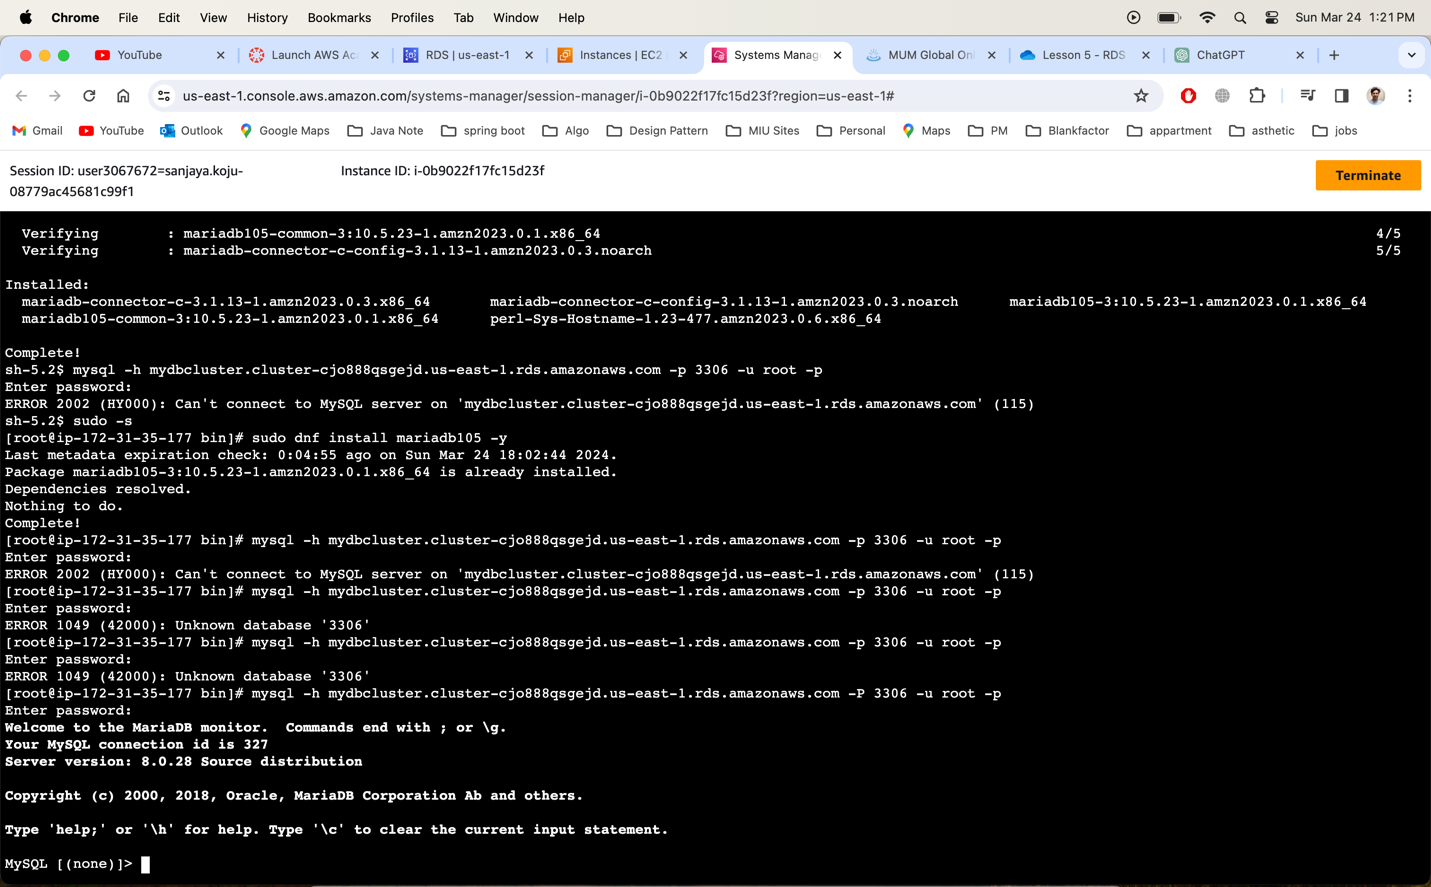 Chrome File Edit View History Bookmarks Profiles Tab Window Help Sun Mar 24 1:21 PM
YouTube Launch AWS Aca RDS | us-east-1 Instances | EC2 Systems Manag MUM Global Onl Lesson 5 - RDS ChatGPT
us-east-1.console.aws.amazon.com/systems-manager/session-manager/i-0b9022f17fc15d23f?region=us-east-1#
Gmail YouTube Outlook Google Maps Java Note spring boot Algo Design Pattern MIU Sites Personal Maps PM Blankfactor appartment asthetic jobs
Session ID: user3067672=sanjaya.koju-
08779ac45681c99f1
Instance ID: i-0b9022f17fc15d23f
Terminate
Verifying : mariadb105-common-3:10.5.23-1.amzn2023.0.1.x86_64 4/5
Verifying : mariadb-connector-c-config-3.1.13-1.amzn2023.0.3.noarch 5/5
Installed:
mariadb-connector-c-3.1.13-1.amzn2023.0.3.x86_64 mariadb-connector-c-config-3.1.13-1.amzn2023.0.3.noarch mariadb105-3:10.5.23-1.amzn2023.0.1.x86_64
mariadb105-common-3:10.5.23-1.amzn2023.0.1.x86_64 perl-Sys-Hostname-1.23-477.amzn2023.0.6.x86_64
Complete!
sh-5.2$ mysql -h mydbcluster.cluster-cjo888qsgejd.us-east-1.rds.amazonaws.com -p 3306 -u root -p
Enter password:
ERROR 2002 (HY000): Can't connect to MySQL server on 'mydbcluster.cluster-cjo888qsgejd.us-east-1.rds.amazonaws.com' (115)
sh-5.2$ sudo -s
[root@ip-172-31-35-177 bin]# sudo dnf install mariadb105 -y
Last metadata expiration check: 0:04:55 ago on Sun Mar 24 18:02:44 2024.
Package mariadb105-3:10.5.23-1.amzn2023.0.1.x86_64 is already installed.
Dependencies resolved.
Nothing to do.
Complete!
[root@ip-172-31-35-177 bin]# mysql -h mydbcluster.cluster-cjo888qsgejd.us-east-1.rds.amazonaws.com -p 3306 -u root -p
Enter password:
ERROR 2002 (HY000): Can't connect to MySQL server on 'mydbcluster.cluster-cjo888qsgejd.us-east-1.rds.amazonaws.com' (115)
[root@ip-172-31-35-177 bin]# mysql -h mydbcluster.cluster-cjo888qsgejd.us-east-1.rds.amazonaws.com -p 3306 -u root -p
Enter password:
ERROR 1049 (42000): Unknown database '3306'
[root@ip-172-31-35-177 bin]# mysql -h mydbcluster.cluster-cjo888qsgejd.us-east-1.rds.amazonaws.com -p 3306 -u root -p
Enter password:
ERROR 1049 (42000): Unknown database '3306'
[root@ip-172-31-35-177 bin]# mysql -h mydbcluster.cluster-cjo888qsgejd.us-east-1.rds.amazonaws.com -P 3306 -u root -p
Enter password:
Welcome to the MariaDB monitor. Commands end with ; or \g.
Your MySQL connection id is 327
Server version: 8.0.28 Source distribution
Copyright (c) 2000, 2018, Oracle, MariaDB Corporation Ab and others.
Type 'help;' or '\h' for help. Type '\c' to clear the current input statement.
MySQL [(none)]>